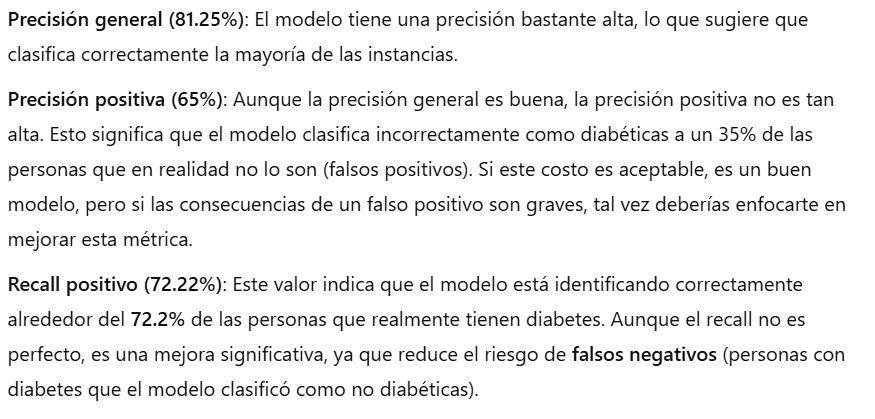 Precisión general (81.25%): El modelo tiene una precisión bastante alta, lo que sugiere que
clasifica correctamente la mayoría de las instancias.
Precisión positiva (65%): Aunque la precisión general es buena, la precisión positiva no es tan
alta. Esto significa que el modelo clasifica incorrectamente como diabéticas a un 35% de las
personas que en realidad no lo son (falsos positivos). Si este costo es aceptable, es un buen
modelo, pero si las consecuencias de un falso positivo son graves, tal vez deberías enfocarte en
mejorar esta métrica.
Recall positivo (72.22%): Este valor indica que el modelo está identificando correctamente
alrededor del 72.2% de las personas que realmente tienen diabetes. Aunque el recall no es
perfecto, es una mejora significativa, ya que reduce el riesgo de falsos negativos (personas con
diabetes que el modelo clasificó como no diabéticas).